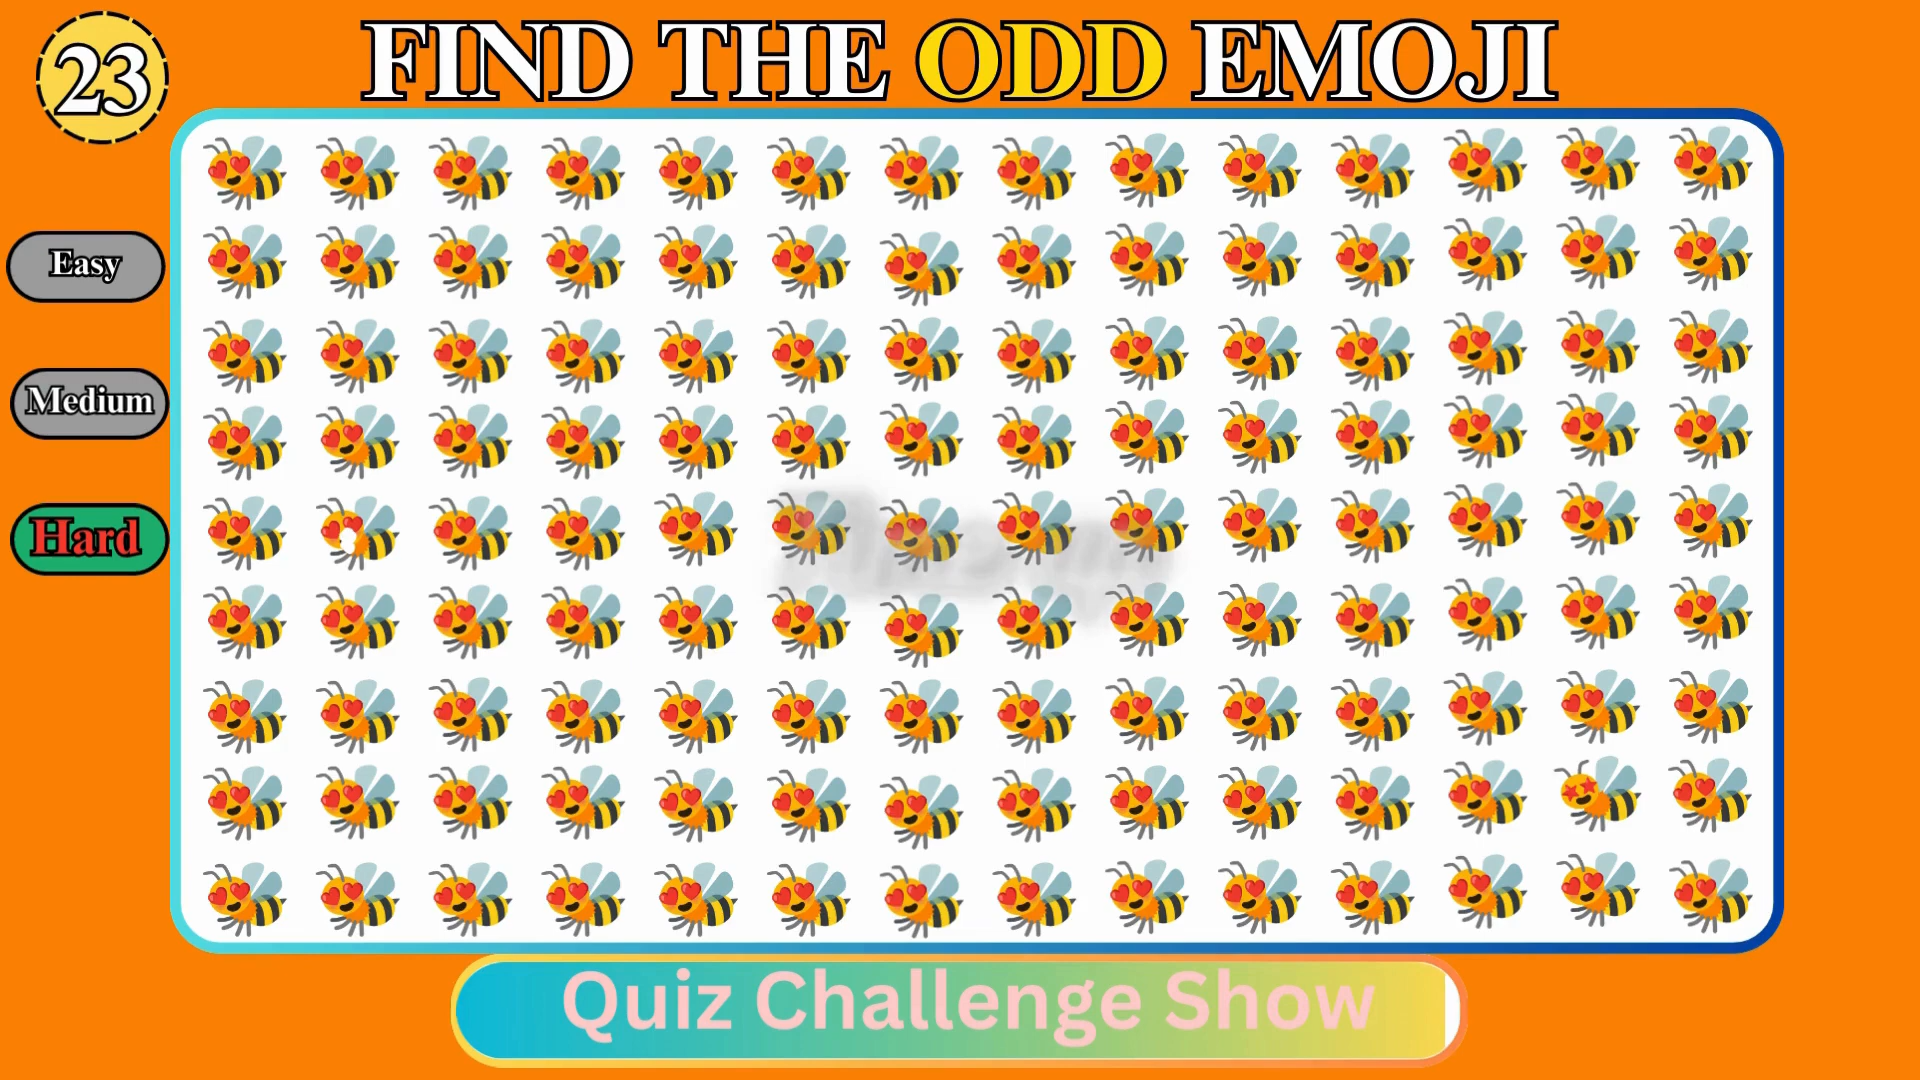 23
FIND THE ODD EMOJI
Easy
Medium
Hard
Quiz Challenge Show